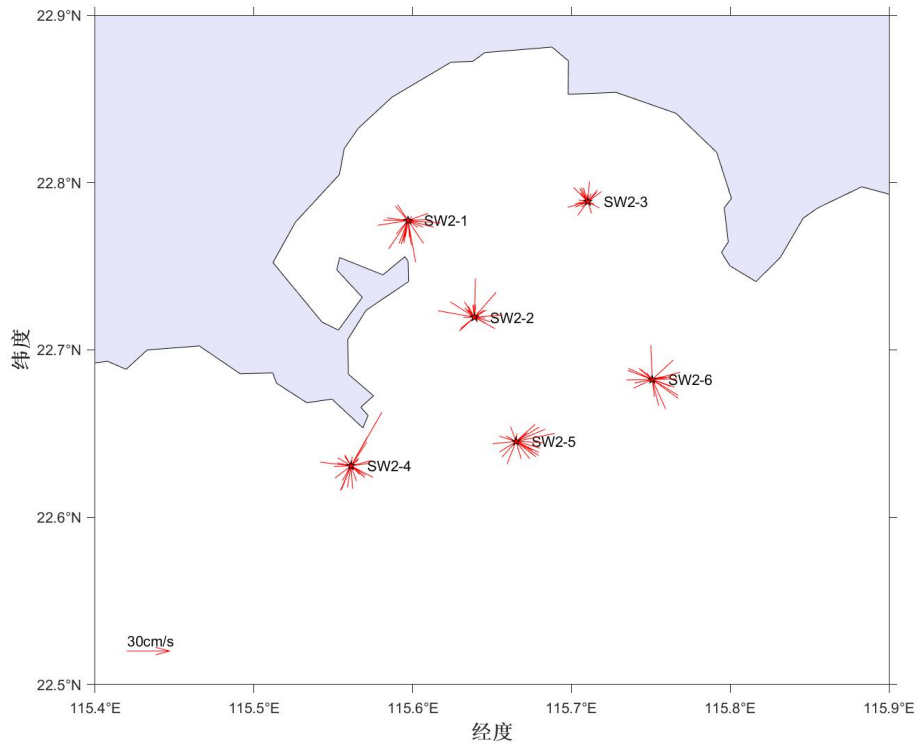 22.9°N
22.8°N
SW2-3
SW2-1
22.7°N
SW2-2
纬度
SW2-6
SW2-5
SW2-4
22.6°N
30cm/s
22.5°N
115.4°E 115.5°E 115.6°E 115.7°E 115.8°E 115.9°E
经度